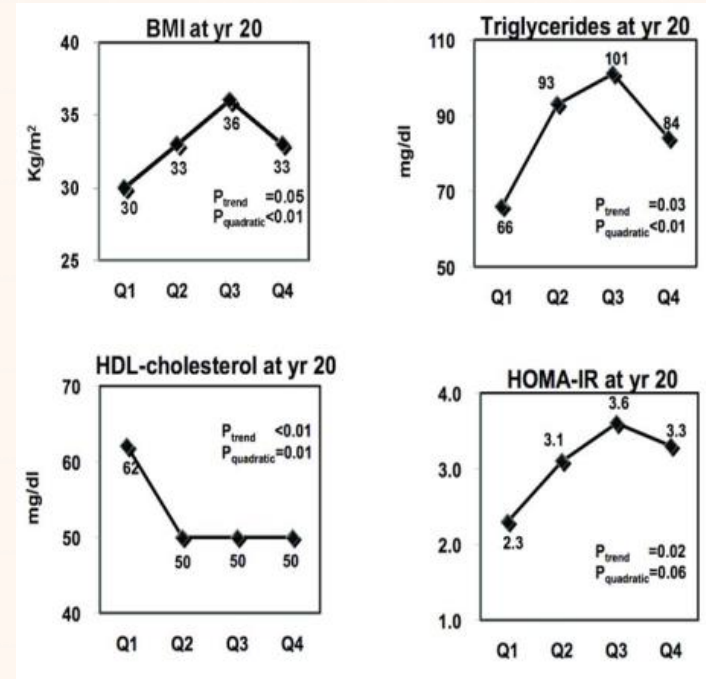 BMI at yr 20
Kg/m²
40
35
30
25
30
33
36
33
Ptrend =0.05
Pquadratic<0.01
Q1 Q2 Q3 Q4
Triglycerides at yr 20
mg/dl
110
90
70
50
66
93
101
84
Ptrend =0.03
Pquadratic<0.01
Q1 Q2 Q3 Q4
HDL-cholesterol at yr 20
mg/dl
70
60
50
40
62
50
50
50
Ptrend <0.01
Pquadratic=0.01
Q1 Q2 Q3 Q4
HOMA-IR at yr 20
4.0
3.0
2.0
1.0
2.3
3.1
3.6
3.3
Ptrend =0.02
Pquadratic=0.06
Q1 Q2 Q3 Q4